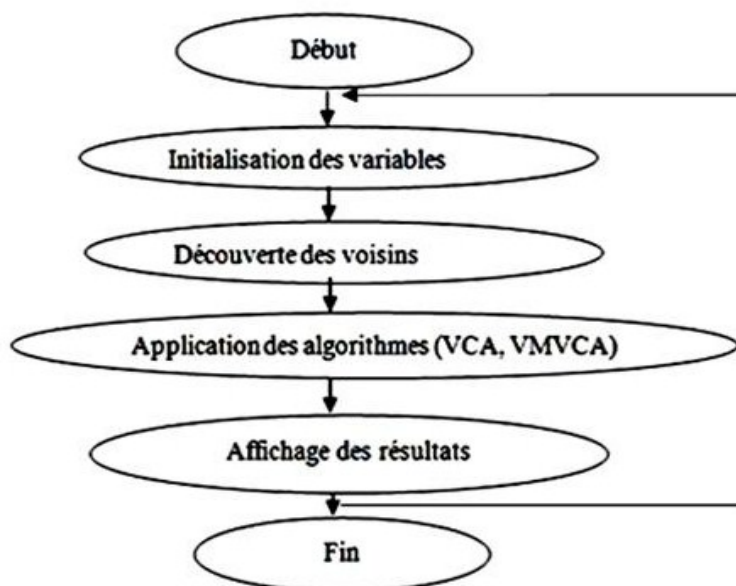 Début
Initialisation des variables
Découverte des voisins
Application des algorithmes (VCA, VMVCA)
Affichage des résultats
Fin